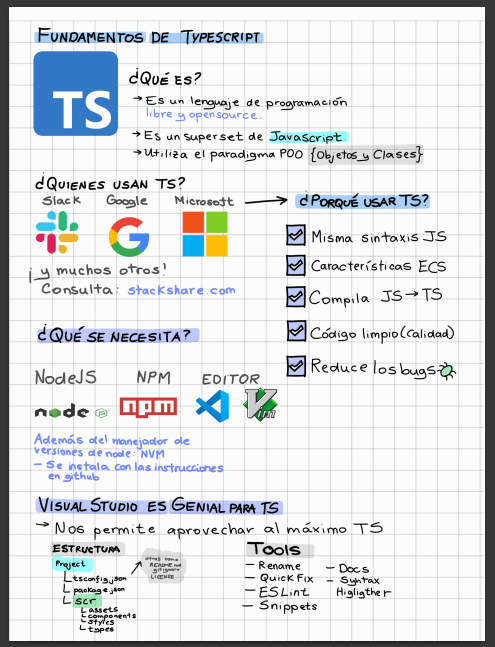 FUNDAMENTOS DE TYPESCRIPT
TS
¿QUÉ ES?
→ Es un lenguaje de programación
libre y opensource.
→ Es un superset de Javascript
→ Utiliza el paradigma POO {Objetos y Clases}
¿QUIENES USAN TS?
Slack Google Microsoft
¡y muchos otros!
Consulta: stackshare.com
→ ¿PORQUÉ USAR TS?
Misma sintaxis JS
Características ECS
Compila JS → TS
Código limpio (Calidad)
Reduce los bugs
¿QUÉ SE NECESITA?
NodeJS NPM EDITOR
node JS npm VIM
Además del manejador de
versiones de node: NVM
- Se instala con las instrucciones
en github
VISUAL STUDIO ES GENIAL PARA TS
→ Nos permite aprovechar al máximo TS
ESTRUCTURA
Project
tsconfig.json
package.json
scr
assets
components
styles
types
otros como
README.md
.gitignore
LICENSE
Tools
- Rename
- Quick Fix
- ESLint
- Snippets
- Docs
- Syntax
Higligther